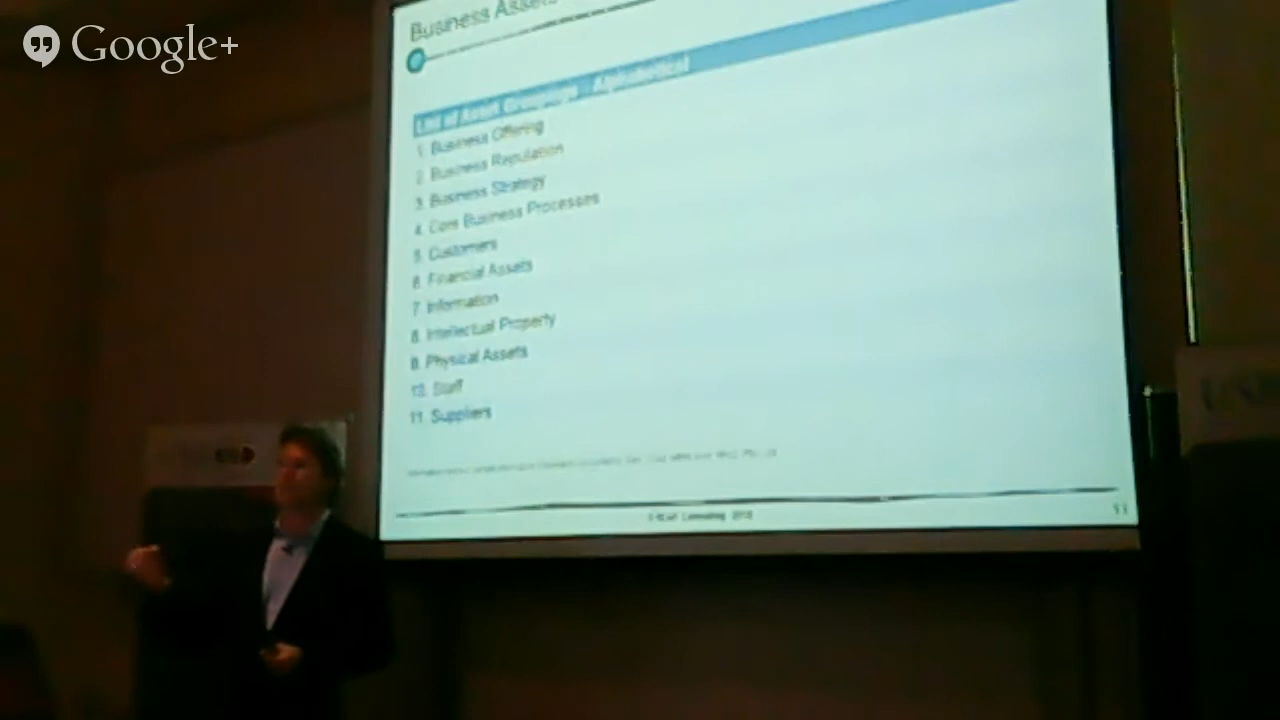 Google+
Business Assets
List of Asset Groupings - Alphabetical
1. Business Offering
2. Business Reputation
3. Business Strategy
4. Core Business Processes
5. Customers
6. Financial Assets
7. Information
8. Intellectual Property
9. Physical Assets
10. Staff
11. Suppliers
11